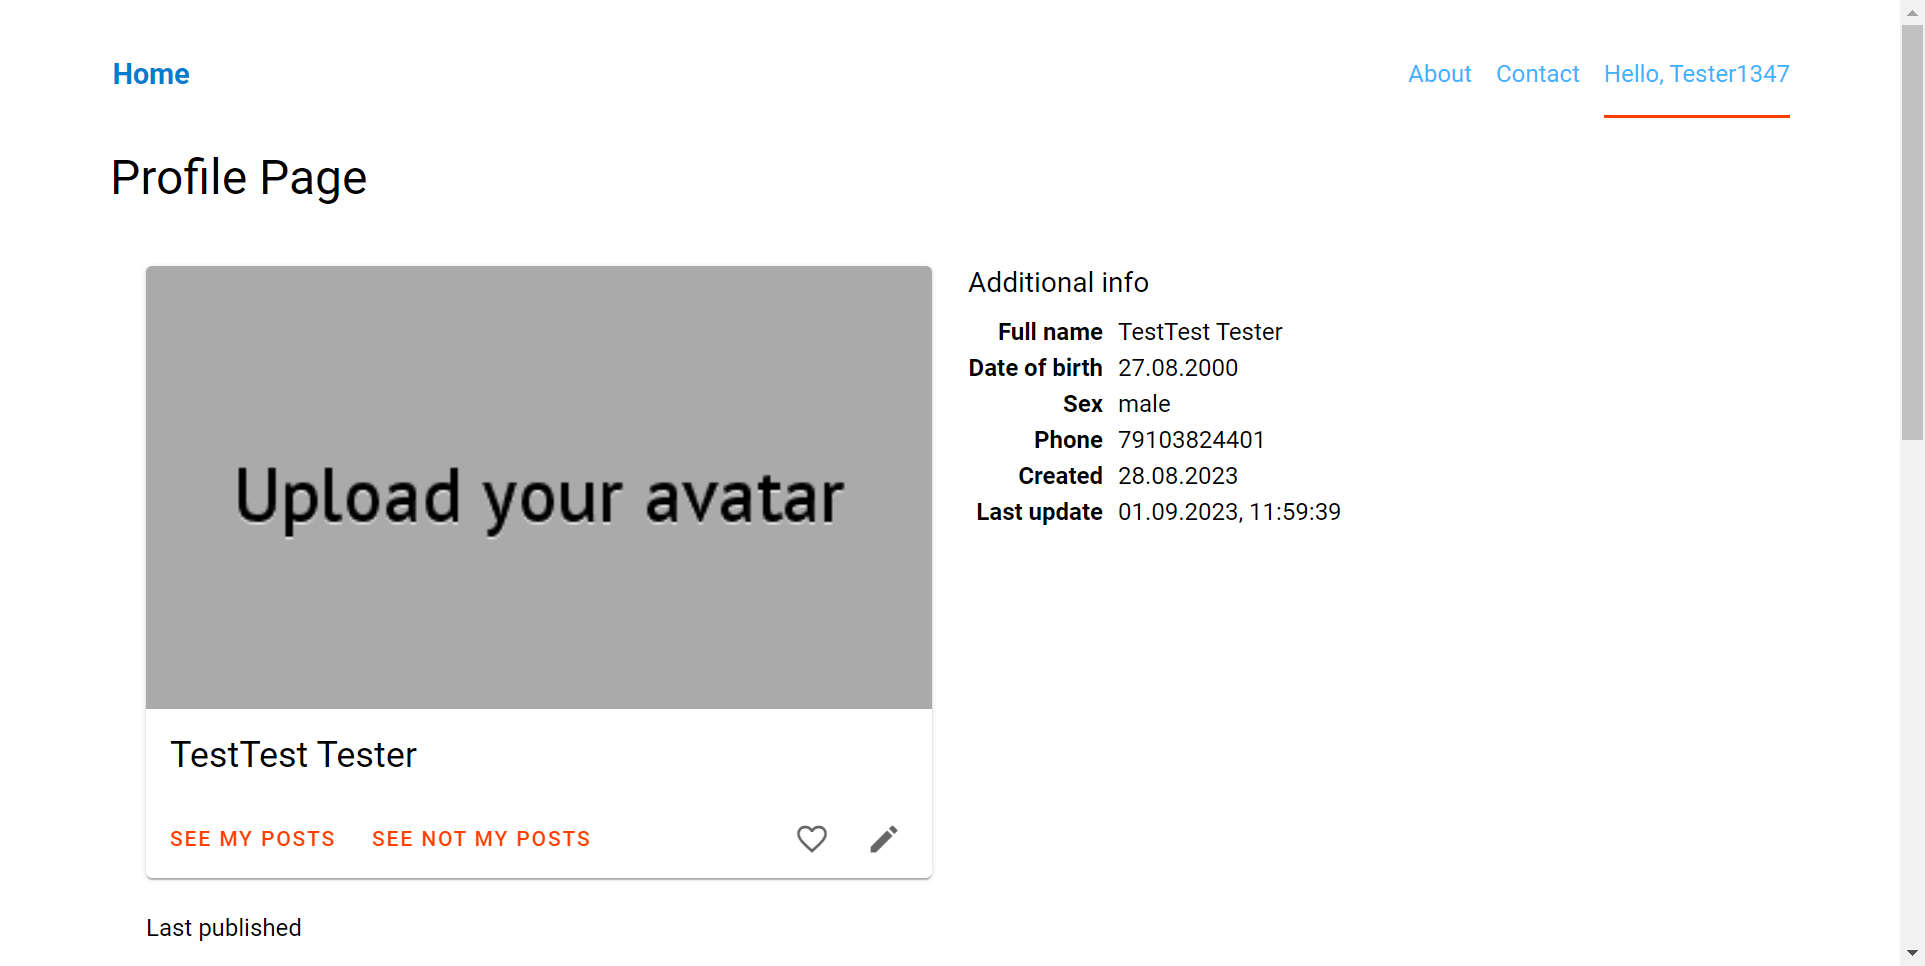 Home
About Contact Hello, Tester1347
Profile Page
Upload your avatar
TestTest Tester
SEE MY POSTS SEE NOT MY POSTS
Additional info
Full name TestTest Tester
Date of birth 27.08.2000
Sex male
Phone 79103824401
Created 28.08.2023
Last update 01.09.2023, 11:59:39
Last published